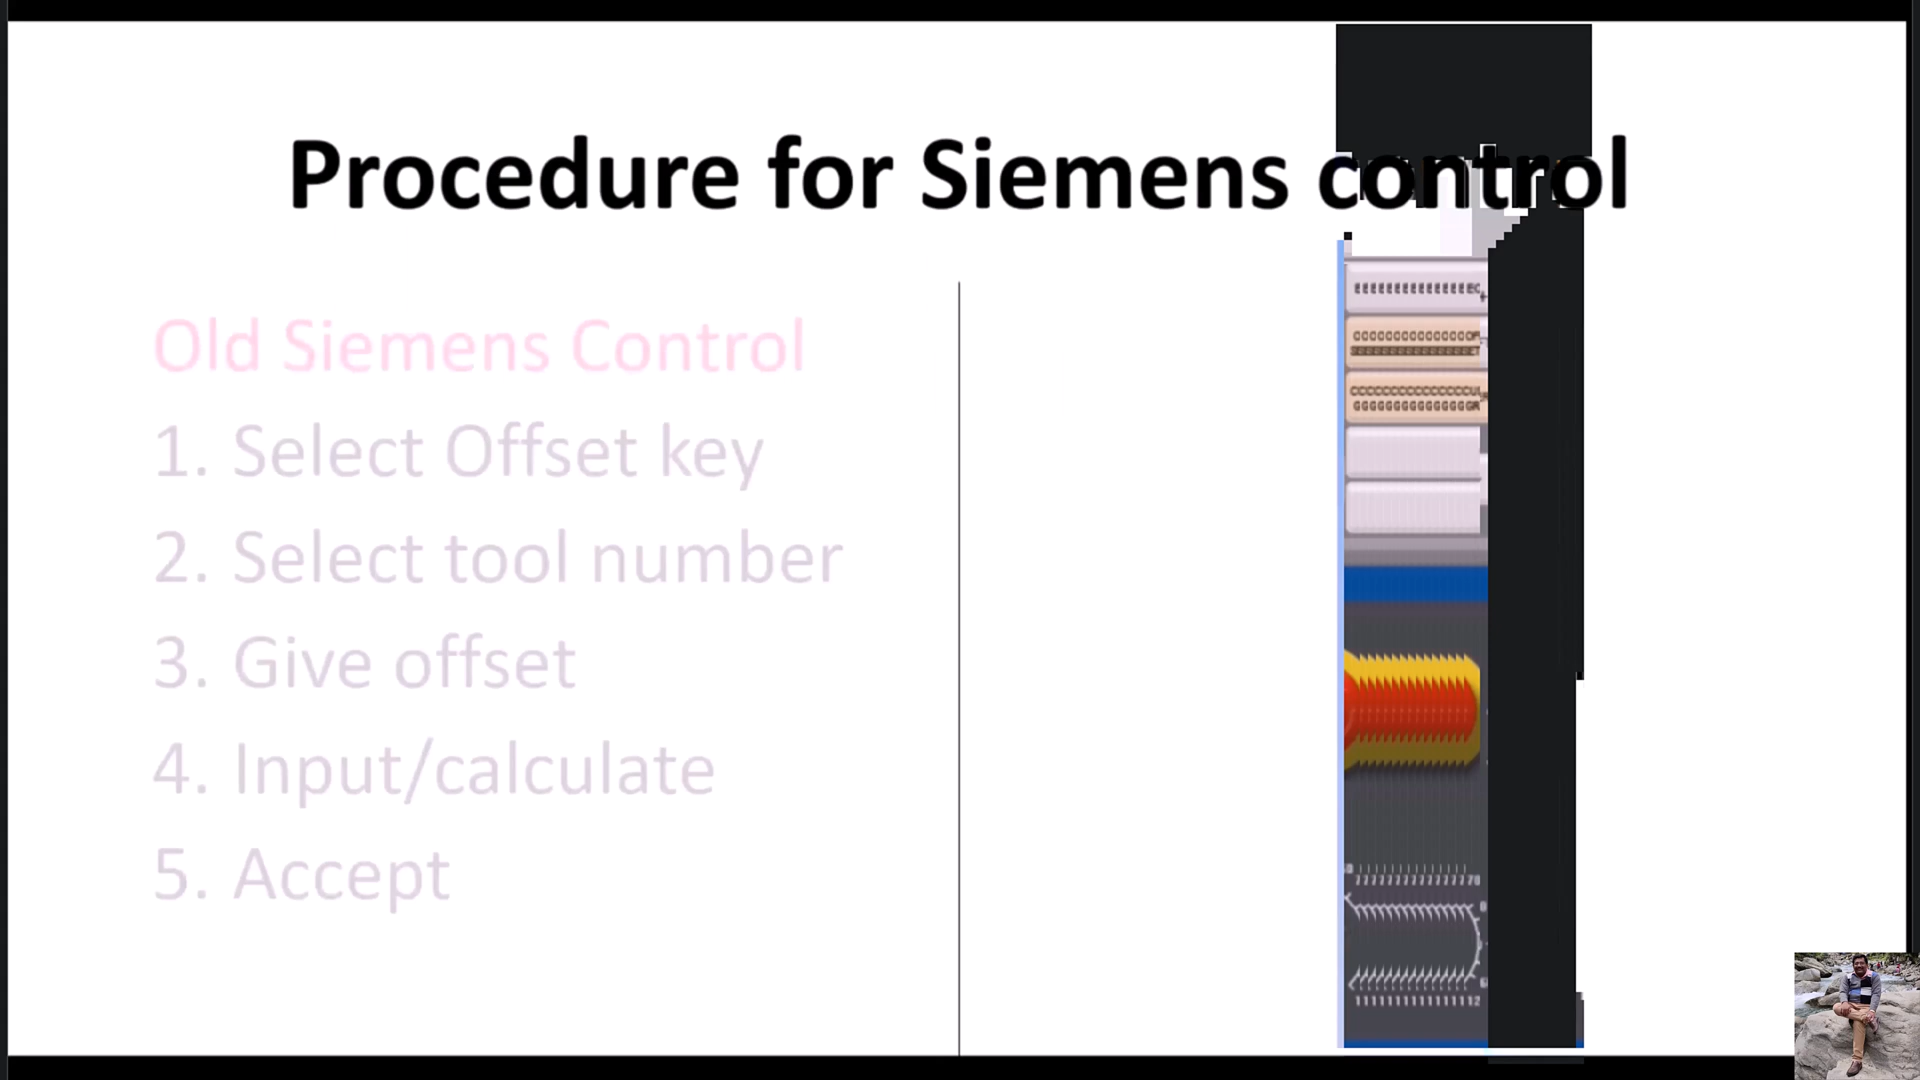 Procedure for Siemens control
Old Siemens Control
1. Select Offset key
2. Select tool number
3. Give offset
4. Input/calculate
5. Accept